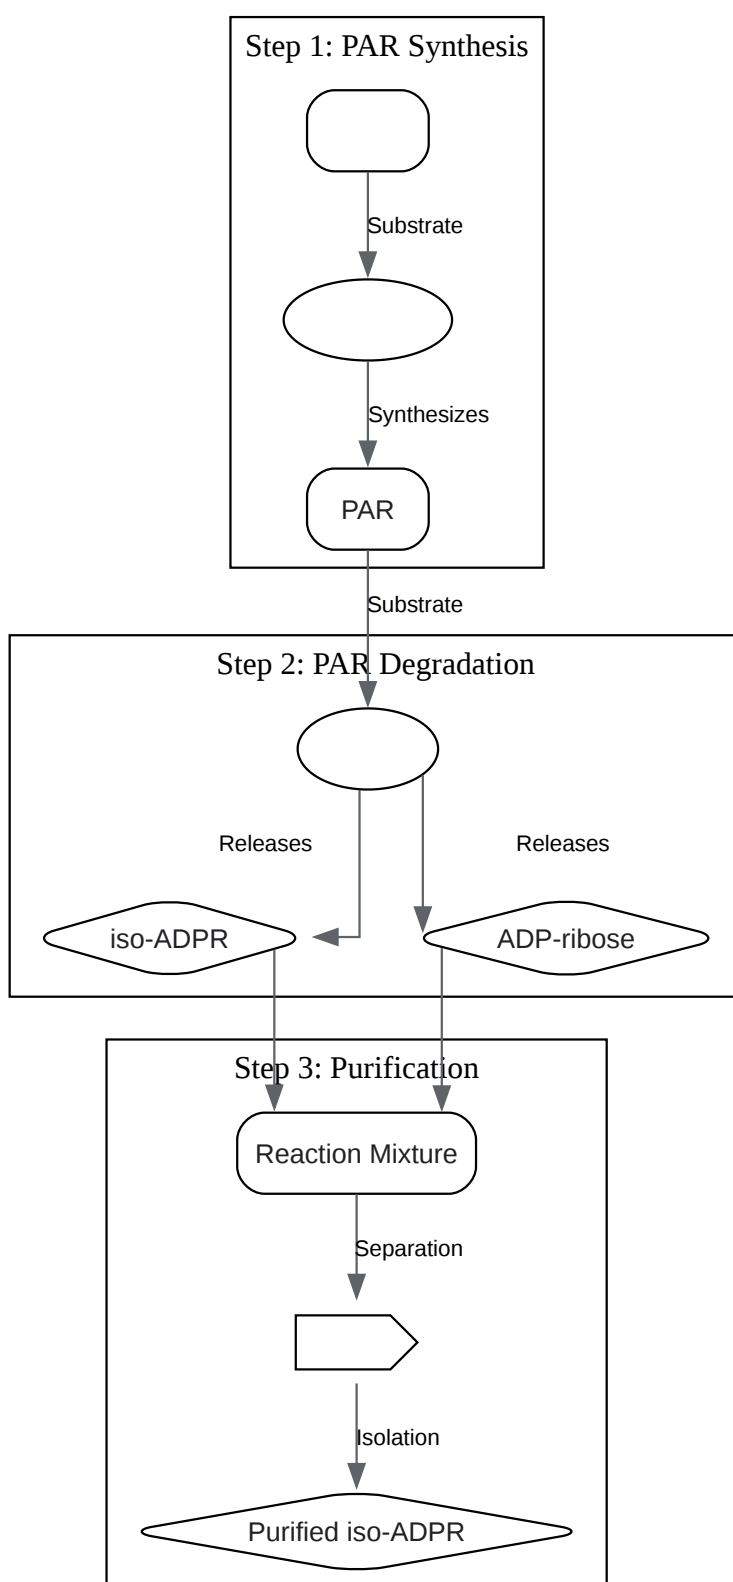 Step 1: PAR Synthesis
Substrate
Synthesizes
PAR
Substrate
Step 2: PAR Degradation
Releases
Releases
iso-ADPR
ADP-ribose
Step 3: Purification
Reaction Mixture
Separation
Isolation
Purified iso-ADPR